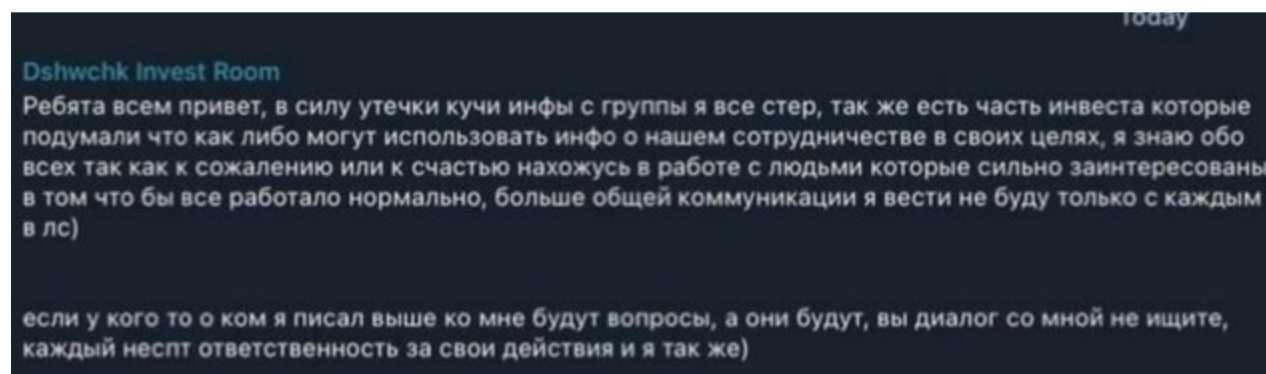 Today
Dshwchk Invest Room
Ребята всем привет, в силу утечки кучи инфы с группы я все стер, так же есть часть инвеста которые
подумали что как либо могут использовать инфо о нашем сотрудничестве в своих целях, я знаю обо
всех так как к сожалению или к счастью нахожусь в работе с людьми которые сильно заинтересованы
в том что бы все работало нормально, больше общей коммуникации я вести не буду только с каждым
в лс)
если у кого то о ком я писал выше ко мне будут вопросы, а они будут, вы диалог со мной не ищите,
каждый неспт ответственность за свои действия и я так же)